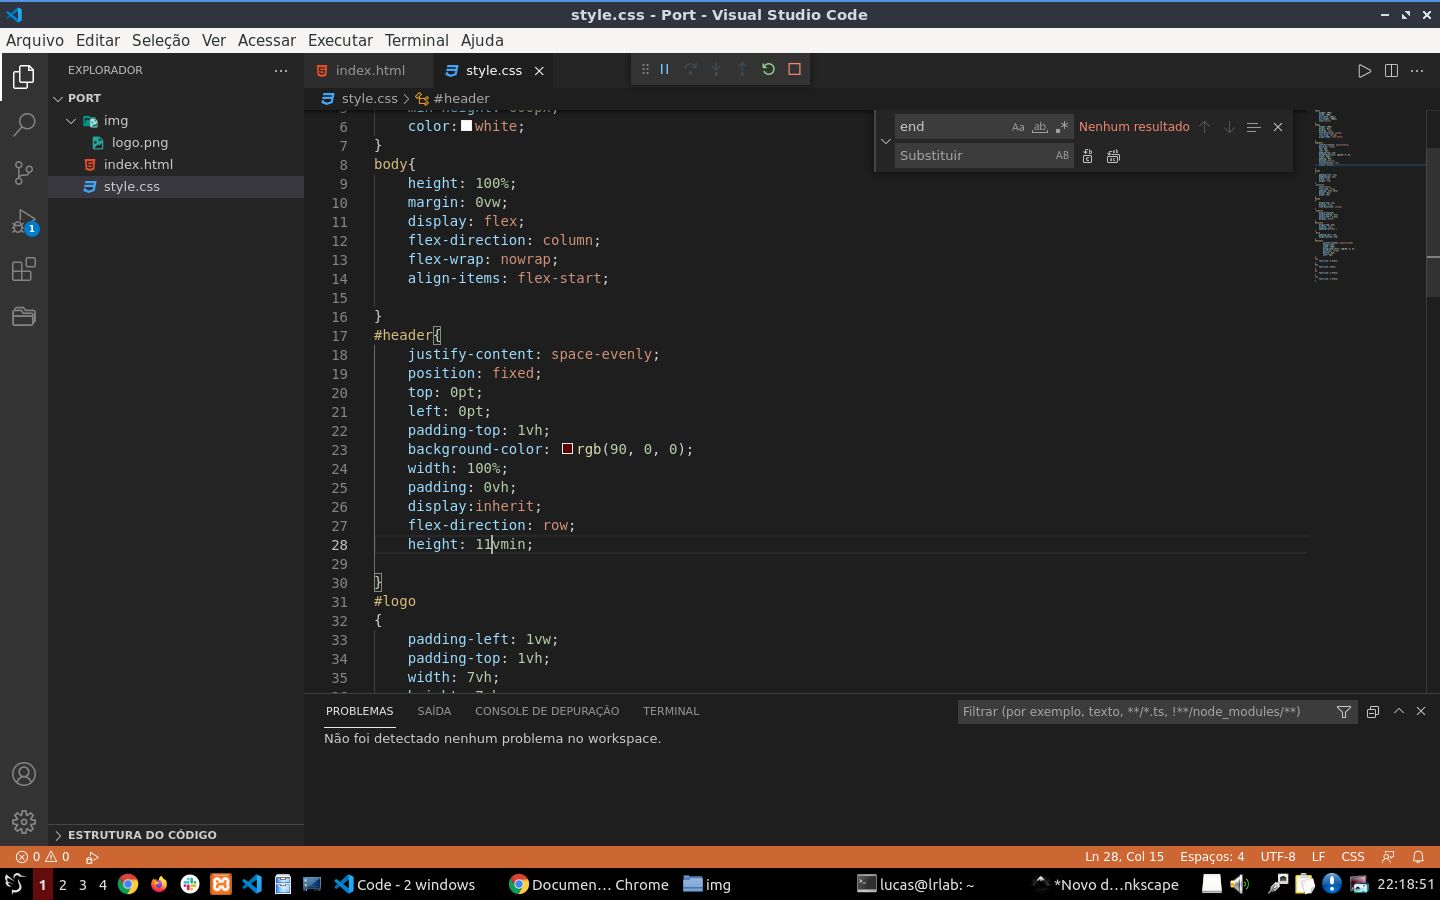 style.css - Port - Visual Studio Code
Arquivo Editar Seleção Ver Acessar Executar Terminal Ajuda
EXPLORADOR
PORT
img
logo.png
index.html
style.css
1
ESTRUTURA DO CÓDIGO
index.html style.css
style.css > #header
end Aa ab Nenhum resultado
Substituir AB
6 color: white;
7 }
8 body{
9 height: 100%;
10 margin: 0vw;
11 display: flex;
12 flex-direction: column;
13 flex-wrap: nowrap;
14 align-items: flex-start;
15
16 }
17 #header{
18 justify-content: space-evenly;
19 position: fixed;
20 top: 0pt;
21 left: 0pt;
22 padding-top: 1vh;
23 background-color: rgb(90, 0, 0);
24 width: 100%;
25 padding: 0vh;
26 display:inherit;
27 flex-direction: row;
28 height: 11vmin;
29
30 }
31 #logo
32 {
33 padding-left: 1vw;
34 padding-top: 1vh;
35 width: 7vh;
PROBLEMAS SAÍDA CONSOLE DE DEPURAÇÃO TERMINAL
Filtrar (por exemplo, texto, **/*.ts, !**/node_modules/**)
Não foi detectado nenhum problema no workspace.
0 0 Ln 28, Col 15 Espaços: 4 UTF-8 LF CSS
1 2 3 4 Code - 2 windows Documen... Chrome img lucas@lrlab: ~ *Novo d...nkscape 22:18:51